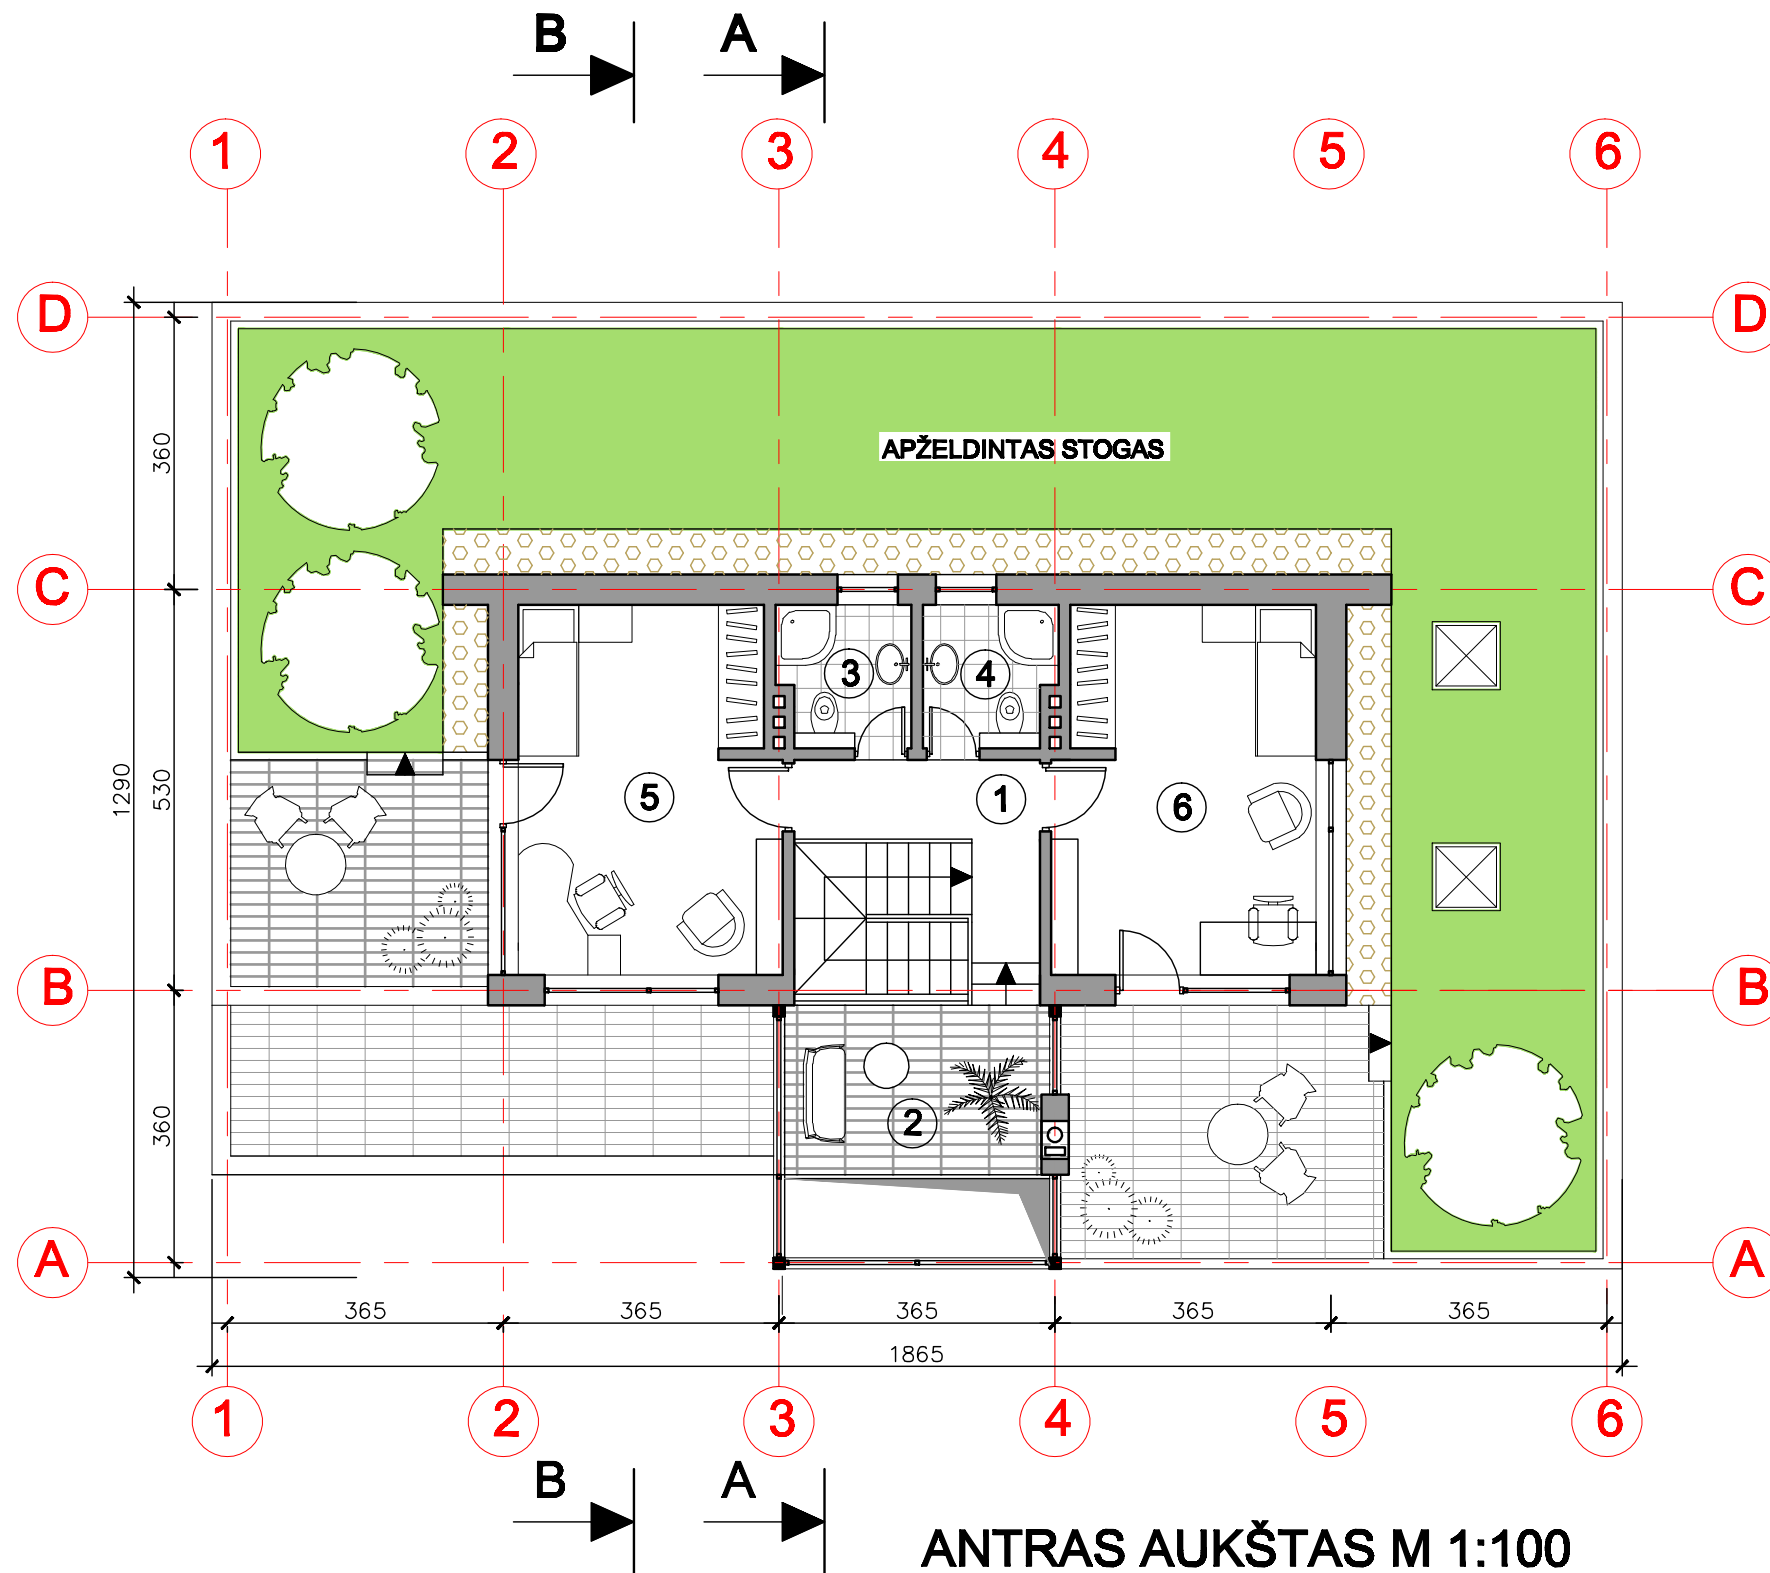 B A
1 2 3 4 5 6
D D
360
APŽELDINTAS STOGAS
C C
3 4
1290 530
5 1 6
B B
360
2
A A
365 365 365 365 365
1865
1 2 3 4 5 6
B A
ANTRAS AUKŠTAS M 1:100